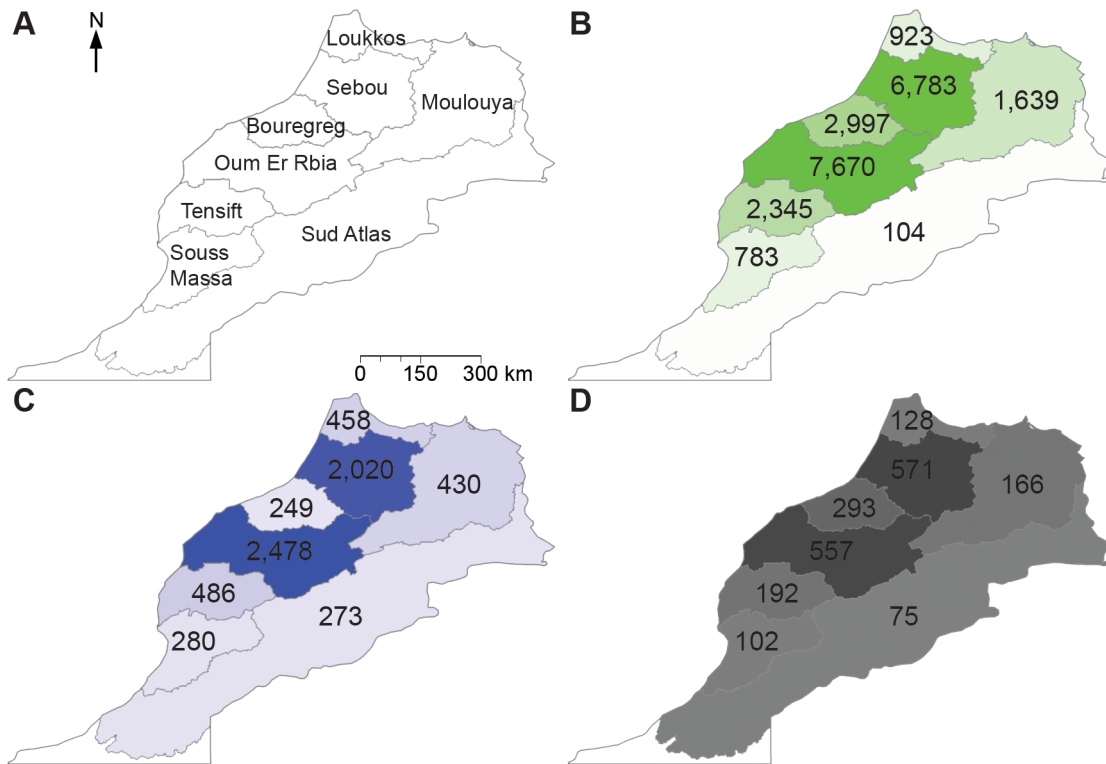 A
N
Loukkos
Sebou
Moulouya
Bouregreg
Oum Er Rbia
Tensift
Sud Atlas
Souss
Massa
0 150 300 km
B
923
6,783
1,639
2,997
7,670
2,345
104
783
C
458
2,020
430
249
2,478
486
273
280
D
128
571
166
293
557
192
75
102